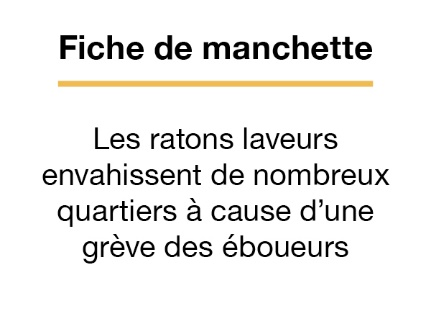 Fiche de manchette
Les ratons laveurs
envahissent de nombreux
quartiers à cause d’une
grève des éboueurs